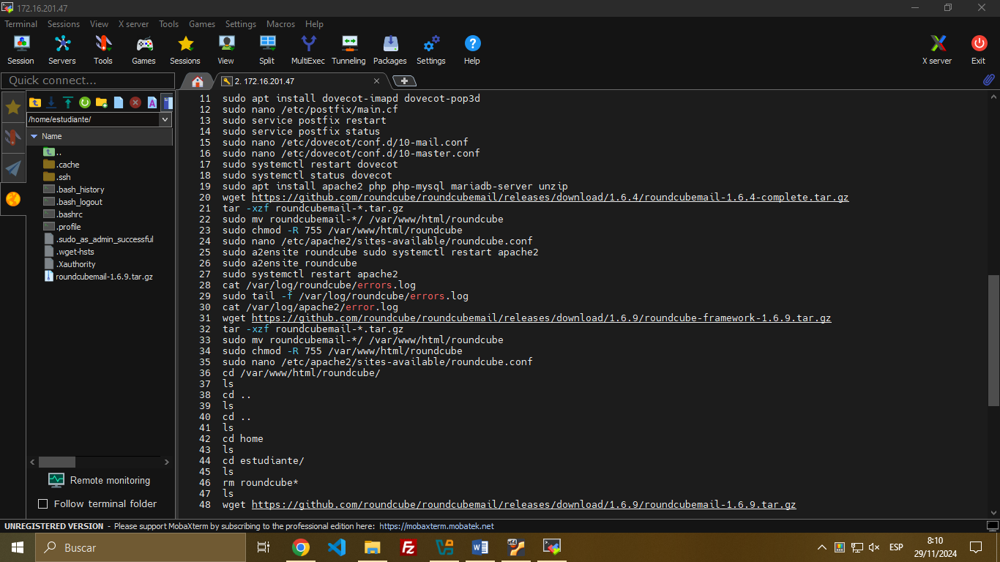 172.16.201.47
Terminal Sessions View X server Tools Games Settings Macros Help
Session Servers Tools Games Sessions View Split MultiExec Tunneling Packages Settings Help X server Exit
Quick connect...
2. 172.16.201.47
/home/estudiante/
Name
..
.cache
.ssh
.bash_history
.bash_logout
.bashrc
.profile
.sudo_as_admin_successful
.wget-hsts
.Xauthority
roundcubemail-1.6.9.tar.gz
Remote monitoring
Follow terminal folder
11 sudo apt install dovecot-imapd dovecot-pop3d
12 sudo nano /etc/postfix/main.cf
13 sudo service postfix restart
14 sudo service postfix status
15 sudo nano /etc/dovecot/conf.d/10-mail.conf
16 sudo nano /etc/dovecot/conf.d/10-master.conf
17 sudo systemctl restart dovecot
18 sudo systemctl status dovecot
19 sudo apt install apache2 php php-mysql mariadb-server unzip
20 wget https://github.com/roundcube/roundcubemail/releases/download/1.6.4/roundcubemail-1.6.4-complete.tar.gz
21 tar -xzf roundcubemail-*.tar.gz
22 sudo mv roundcubemail-*/ /var/www/html/roundcube
23 sudo chmod -R 755 /var/www/html/roundcube
24 sudo nano /etc/apache2/sites-available/roundcube.conf
25 sudo a2ensite roundcube sudo systemctl restart apache2
26 sudo a2ensite roundcube
27 sudo systemctl restart apache2
28 cat /var/log/roundcube/errors.log
29 sudo tail -f /var/log/roundcube/errors.log
30 cat /var/log/apache2/error.log
31 wget https://github.com/roundcube/roundcubemail/releases/download/1.6.9/roundcube-framework-1.6.9.tar.gz
32 tar -xzf roundcubemail-*.tar.gz
33 sudo mv roundcubemail-*/ /var/www/html/roundcube
34 sudo chmod -R 755 /var/www/html/roundcube
35 sudo nano /etc/apache2/sites-available/roundcube.conf
36 cd /var/www/html/roundcube/
37 ls
38 cd ..
39 ls
40 cd ..
41 ls
42 cd home
43 ls
44 cd estudiante/
45 ls
46 rm roundcube*
47 ls
48 wget https://github.com/roundcube/roundcubemail/releases/download/1.6.9/roundcubemail-1.6.9.tar.gz
UNREGISTERED VERSION - Please support MobaXterm by subscribing to the professional edition here: https://mobaxterm.mobatek.net
Buscar
ESP
8:10
29/11/2024